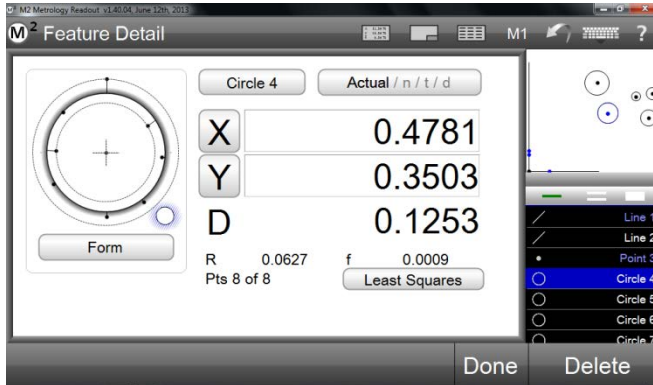 M2 Metrology Readout v1.40.04, June 12th, 2013
M² Feature Detail
M1
?
Circle 4
Actual / n / t / d
X 0.4781
Y 0.3503
D 0.1253
R 0.0627 f 0.0009
Pts 8 of 8
Least Squares
Form
Line 1
Line 2
Point 3
Circle 4
Circle 5
Circle 6
Circle 7
Done
Delete